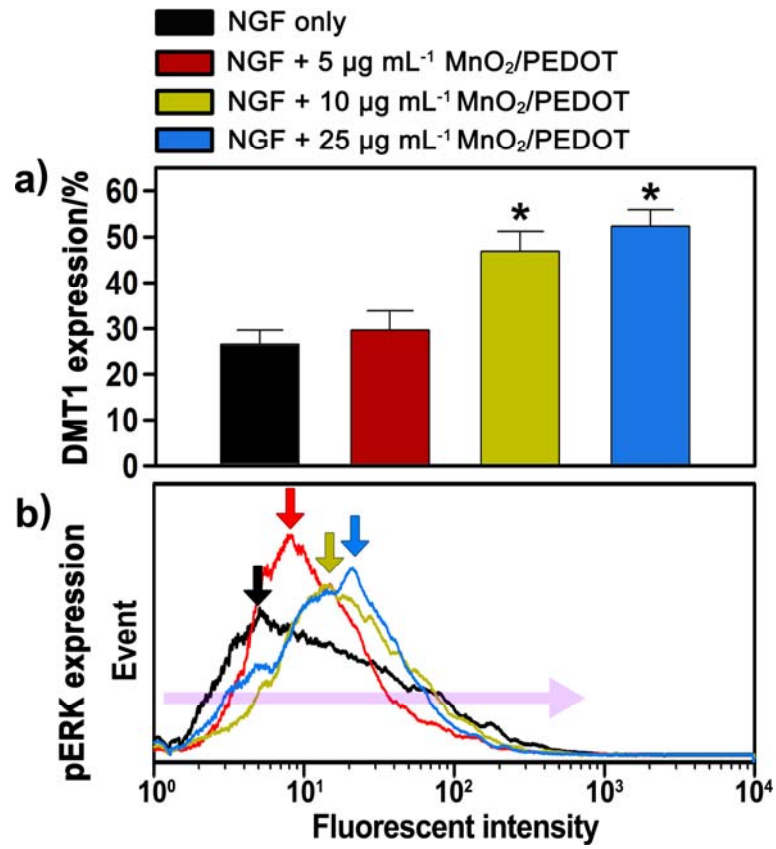 NGF only
NGF + 5 µg mL⁻¹ MnO₂/PEDOT
NGF + 10 µg mL⁻¹ MnO₂/PEDOT
NGF + 25 µg mL⁻¹ MnO₂/PEDOT
a)
DMT1 expression/%
60
50
40
30
20
10
0
* *
b)
pERK expression
Event
10⁰ 10¹ 10² 10³ 10⁴
Fluorescent intensity